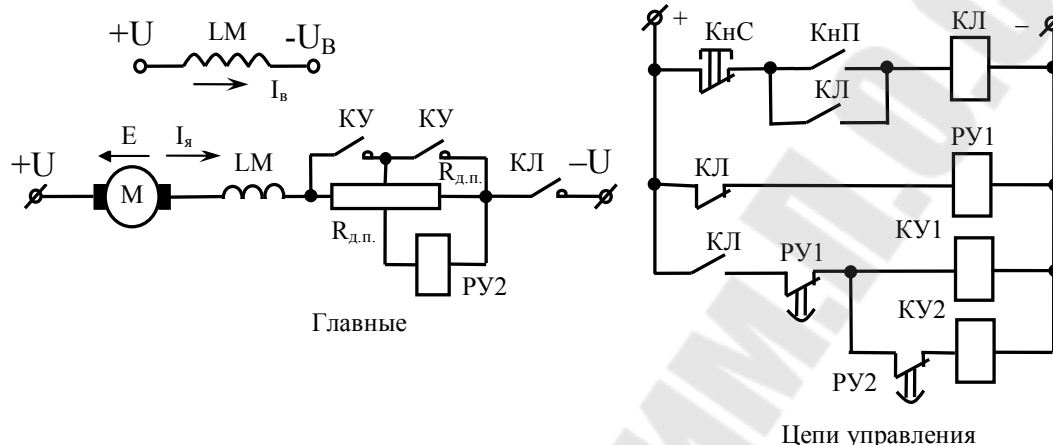 +U LM -U_В
I_в
E I_я
+U
M
LM
КУ КУ
R_д.п.
R_д.п.
КЛ –U
РУ2
Главные
+ КнС КнП КЛ –
КЛ
КЛ РУ1
КЛ РУ1 КУ1
КУ2
РУ2
Цепи управления